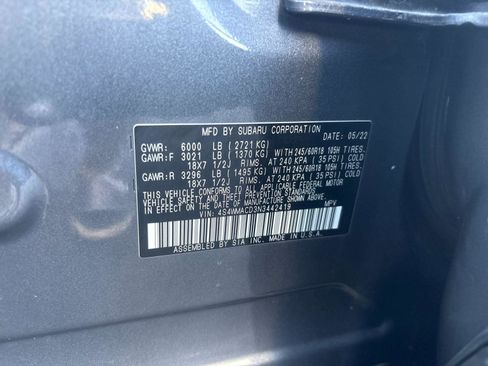 MFD BY SUBARU CORPORATION
DATE: 05/22
GVWR: 6000 LB (2721 KG)
GAWR:F 3021 LB (1370 KG) WITH 245/60R18 105H TIRES.
18X7 1/2J RIMS. AT 240 KPA (35 PSI) COLD
GAWR:R 3296 LB (1495 KG) WITH 245/60R18 105H TIRES.
18X7 1/2J RIMS. AT 240 KPA (35 PSI) COLD
THIS VEHICLE CONFORMS TO ALL APPLICABLE FEDERAL MOTOR
VEHICLE SAFETY AND THEFT PREVENTION STANDARDS
IN EFFECT ON THE DATE OF MANUFACTURE SHOWN ABOVE
VIN: 4S4WMACD3N3442419 MPV
ASSEMBLED BY SIA INC. MADE IN U.S.A.